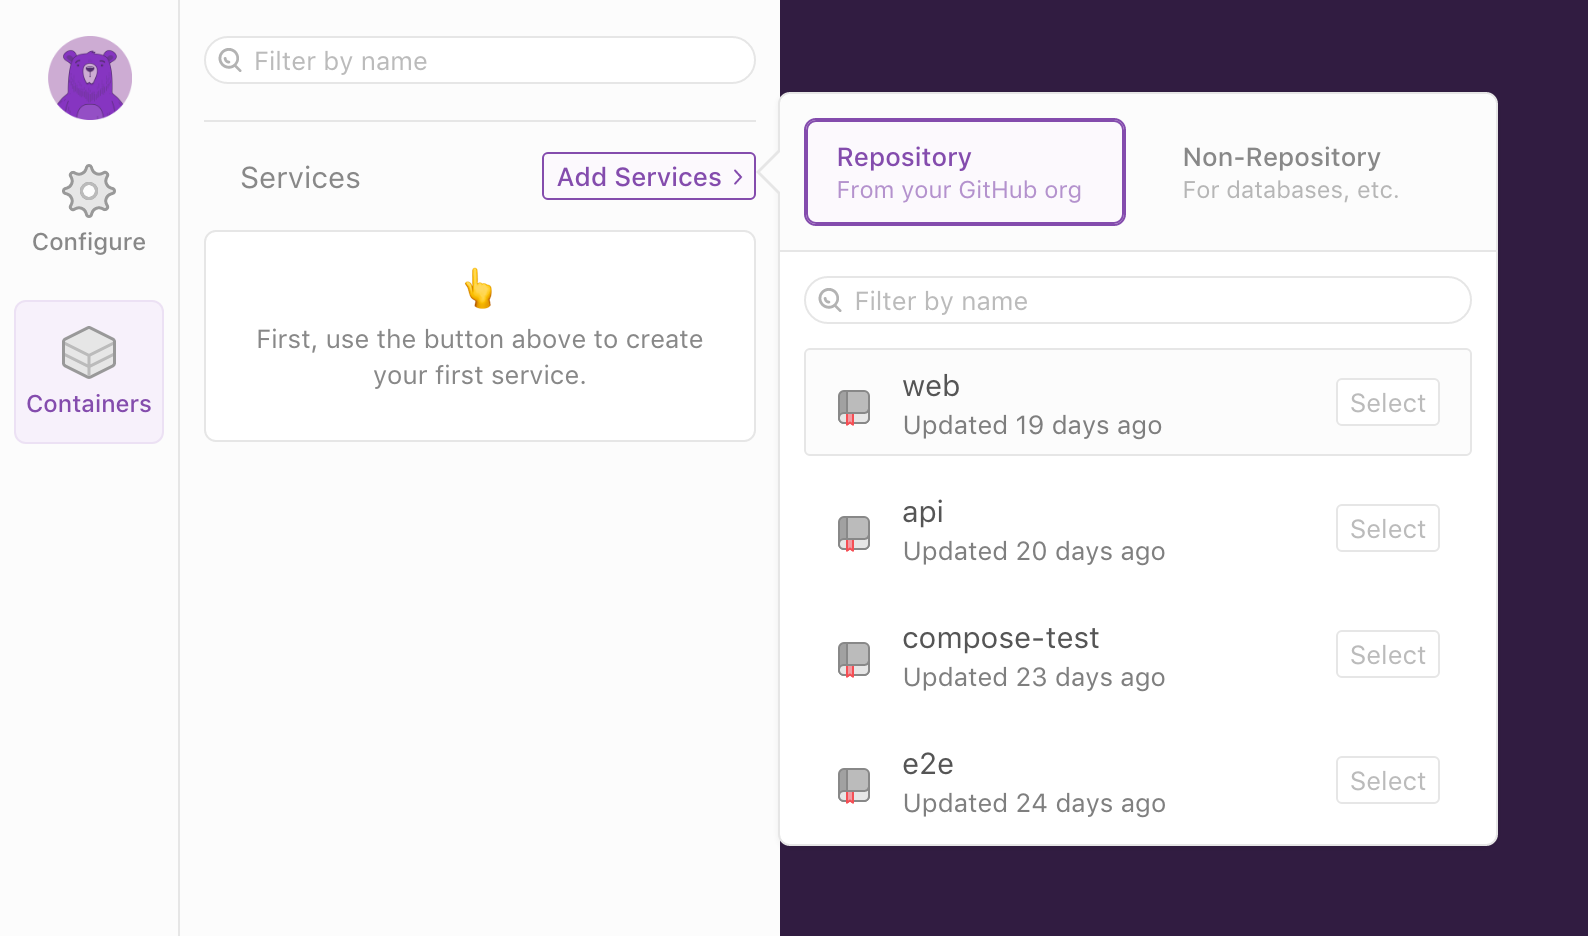 Configure
Containers
Filter by name
Services
Add Services
First, use the button above to create
your first service.
Repository
From your GitHub org
Non-Repository
For databases, etc.
Filter by name
web
Updated 19 days ago
Select
api
Updated 20 days ago
Select
compose-test
Updated 23 days ago
Select
e2e
Updated 24 days ago
Select